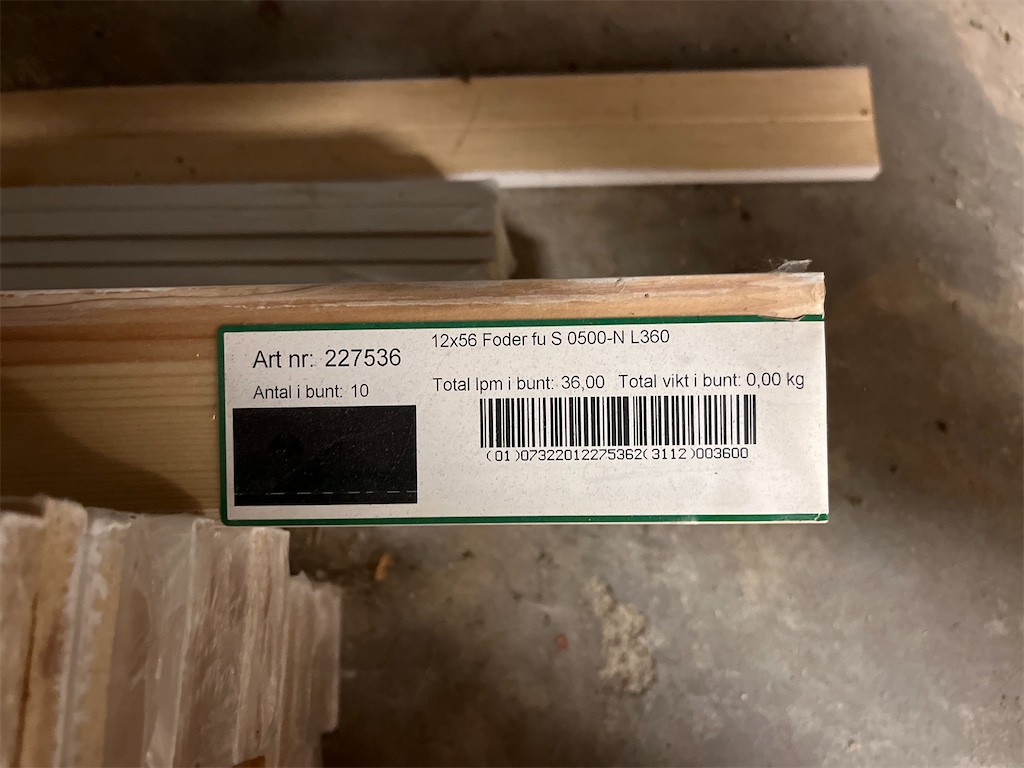 12x56 Foder fu S 0500-N L360
Art nr: 227536
Antal i bunt: 10
Total lpm i bunt: 36,00 Total vikt i bunt: 0,00 kg
(01)07322012275362(3112)003600